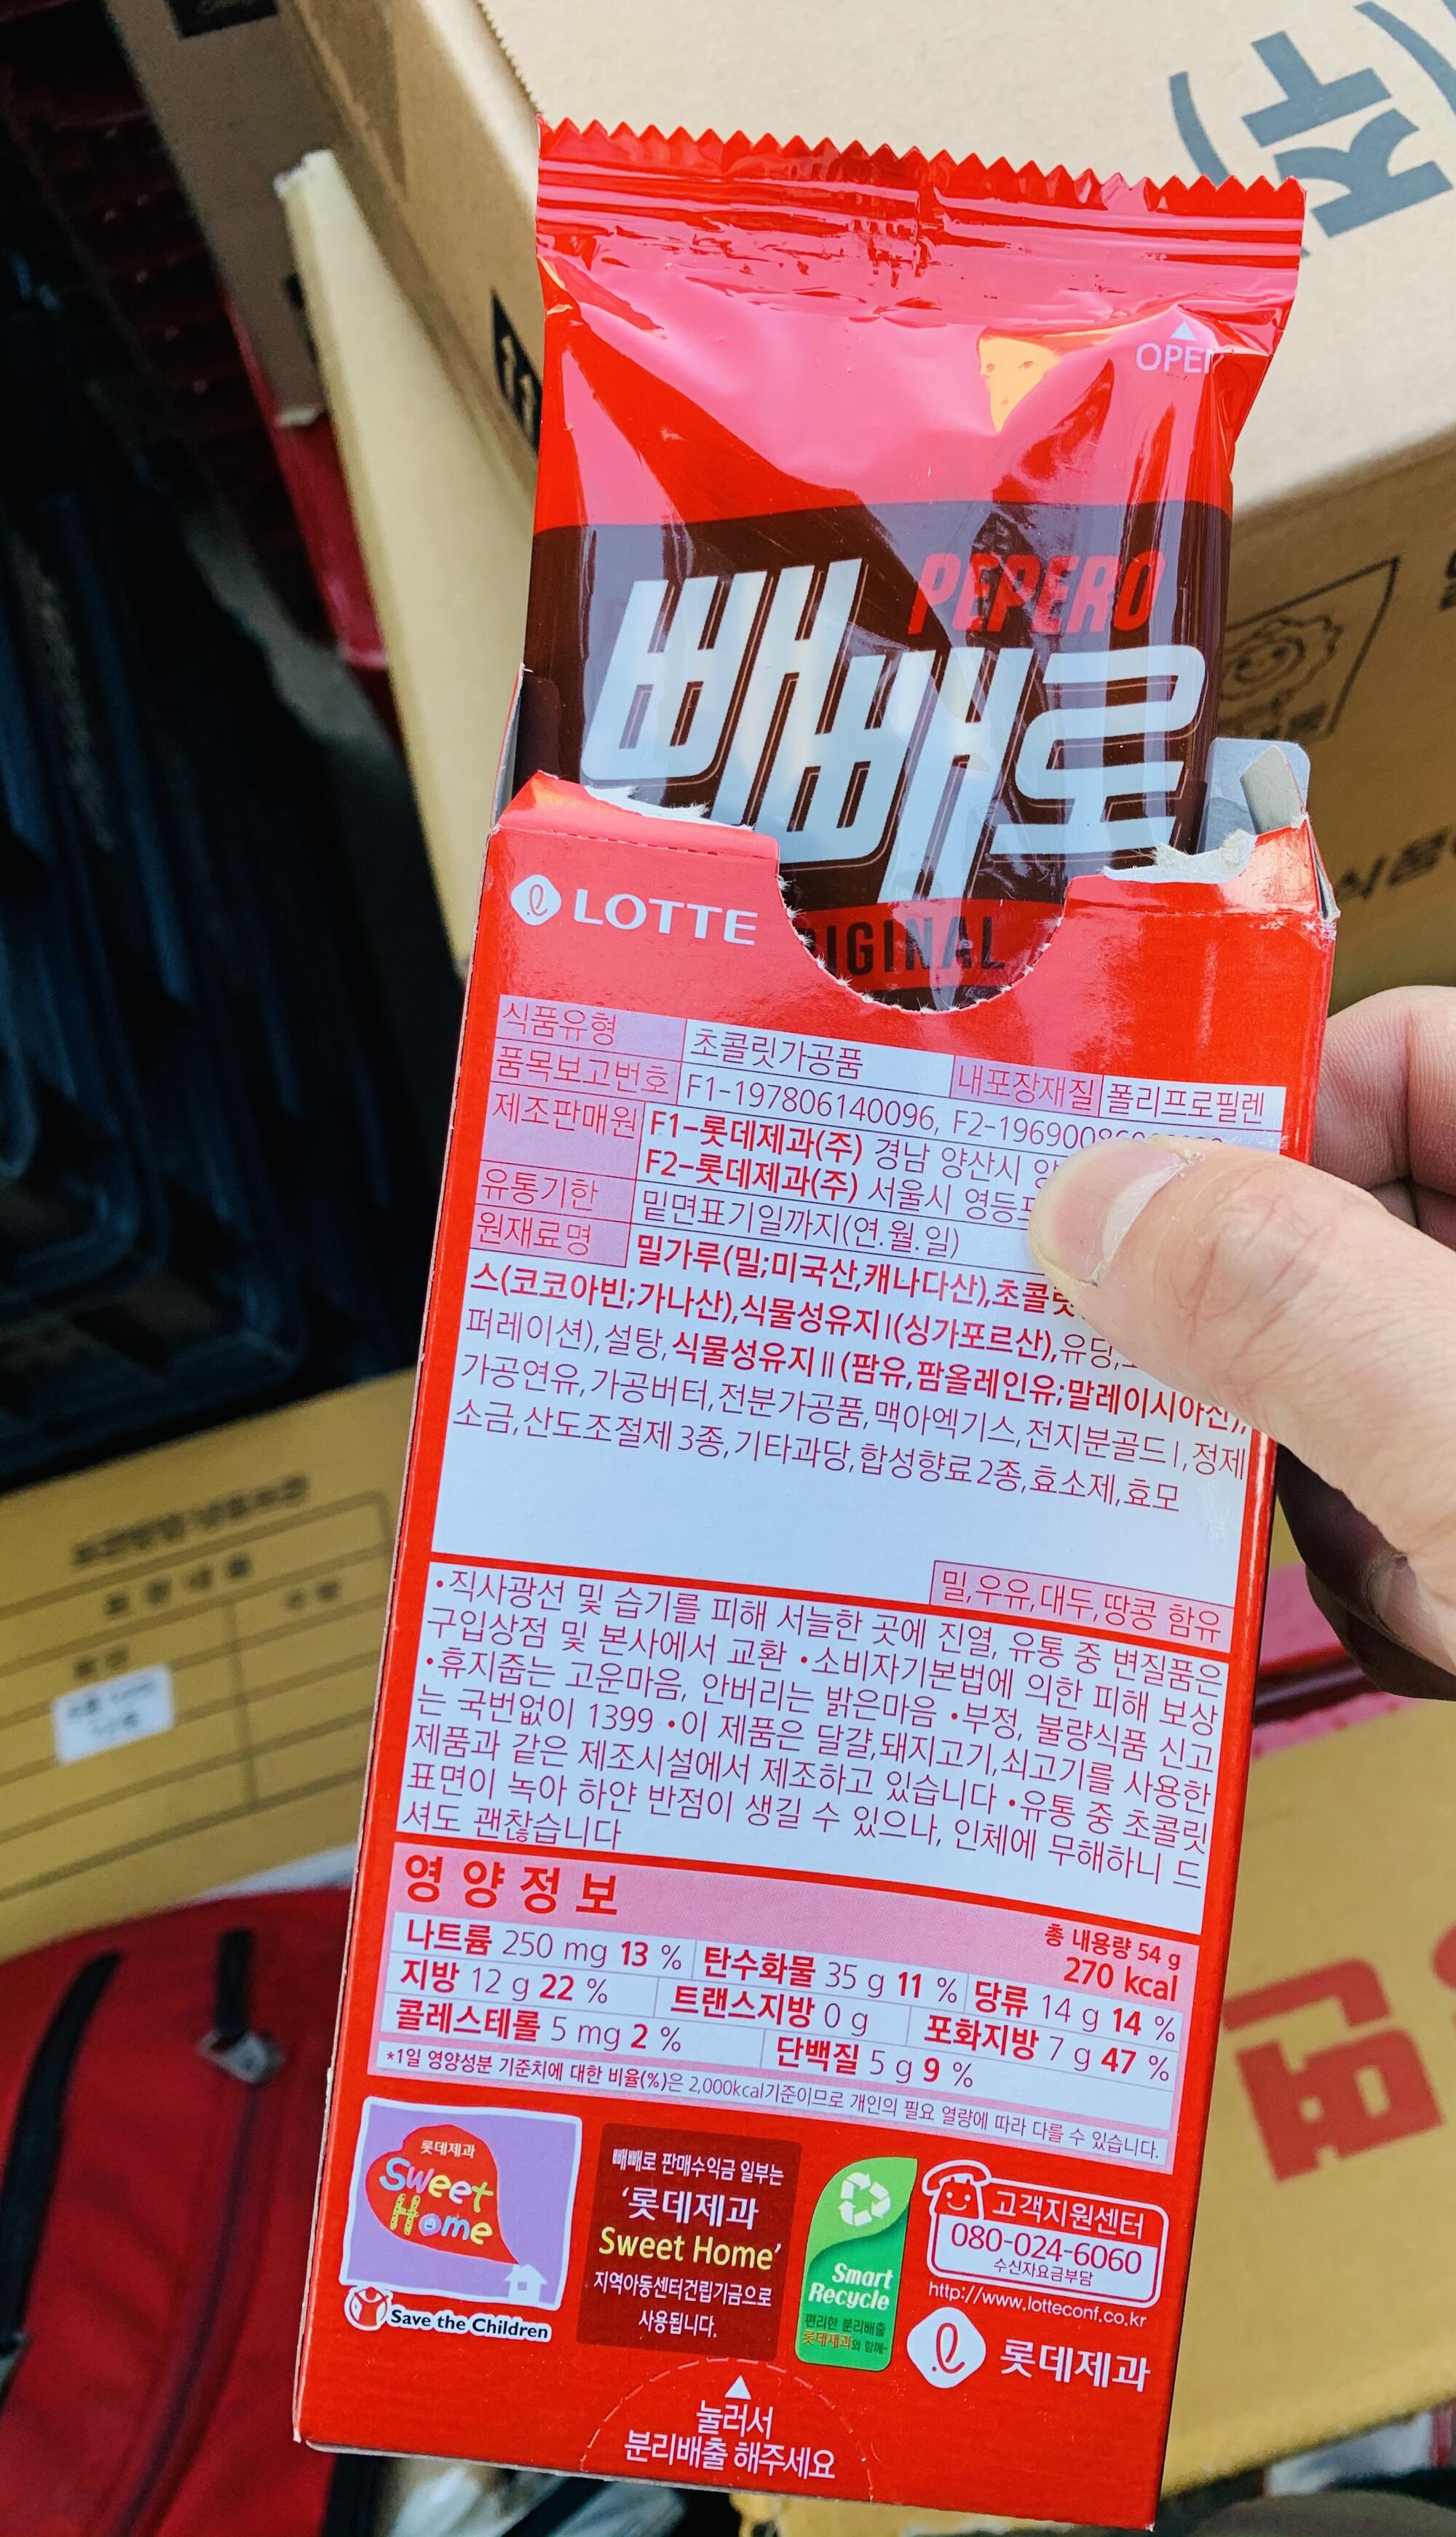 (주)
OPEN
PEPERO
빼빼로
LOTTE
식품유형 초콜릿가공품 내포장재질 폴리프로필렌
품목보고번호 F1-197806140096,
제조판매원 F1-롯데제과(주) 경남 양산시
F2-롯데제과(주) 서울시
유통기한 밑면표기일까지(연.월.일)
원재료명 밀가루(밀;미국산,캐나다산),
스(코코아빈;가나산),식물성유지Ⅰ(싱가포르산),유당,
퍼레이션),설탕,식물성유지Ⅱ(팜유,팜올레인유;말레이시아산),
가공연유,가공버터,전분가공품,맥아엑기스,전지분골드Ⅰ,정제
소금,산도조절제3종,기타과당,합성향료2종,효소제,효모
밀,우유,대두,땅콩 함유
•직사광선 및 습기를 피해 서늘한 곳에 진열, 유통 중 변질품은
구입상점 및 본사에서 교환 •소비자기본법에 의한 피해 보상
•휴지줍는 고운마음, 안버리는 밝은마음 •부정, 불량식품 신고
는 국번없이 1399 •이 제품은 달걀,돼지고기,쇠고기를 사용한
제품과 같은 제조시설에서 제조하고 있습니다 •유통 중 초콜릿
표면이 녹아 하얀 반점이 생길 수 있으나, 인체에 무해하니 드
셔도 괜찮습니다
영양정보
총 내용량 54 g
270 kcal
나트륨 250 mg 13 % 탄수화물 35 g 11 % 당류 14 g 14 %
지방 12 g 22 % 트랜스지방 0 g 포화지방 7 g 47 %
콜레스테롤 5 mg 2 % 단백질 5 g 9 %
*1일 영양성분 기준치에 대한 비율(%)은 2,000kcal기준이므로 개인의 필요 열량에 따라 다를 수 있습니다.
롯데제과
Sweet
Home
Save the Children
빼빼로 판매수익금 일부는
'롯데제과
Sweet Home'
지역아동센터건립기금으로
사용됩니다.
Smart
Recycle
편리한 분리배출
롯데제과와 함께~
고객지원센터
080-024-6060
수신자요금부담
http://www.lotteconf.co.kr
롯데제과
눌러서
분리배출 해주세요